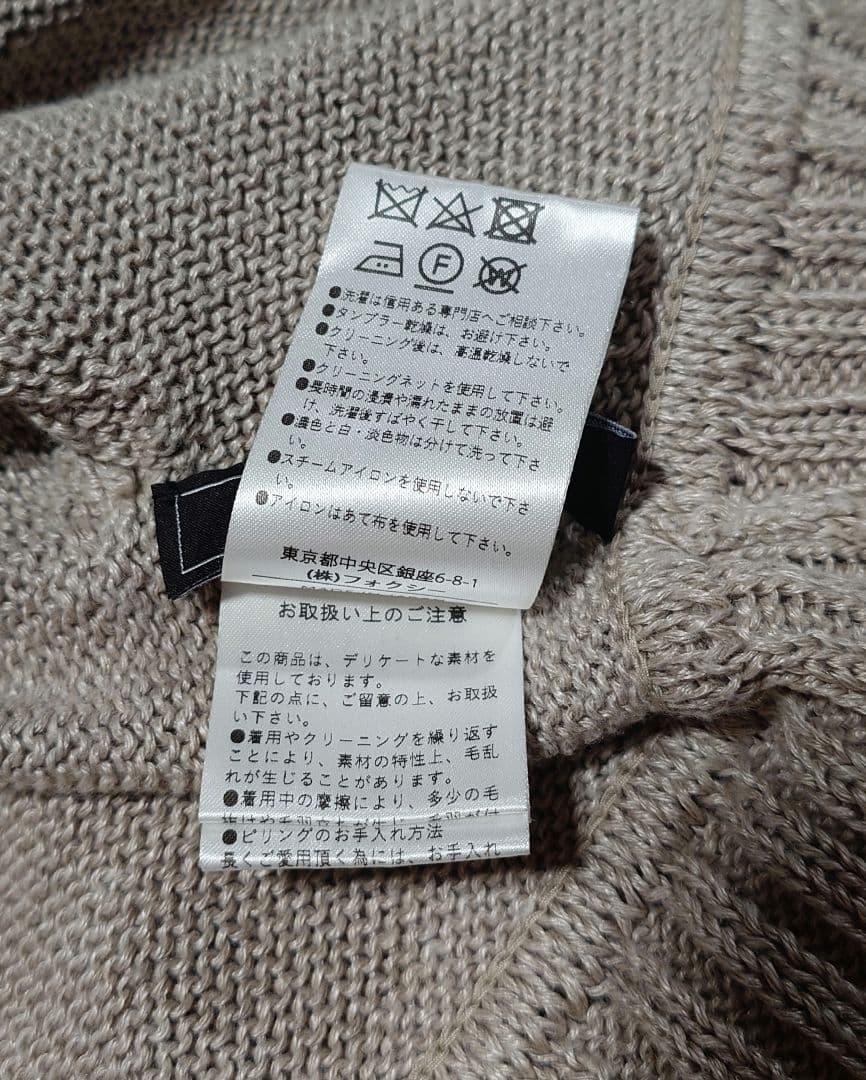 F
W
●洗濯は信用ある専門店へご相談下さい。
●タンブラー乾燥は、お避け下さい。
●クリーニング後は、高温乾燥しないで
下さい。
●クリーニングネットを使用して下さい。
●長時間の浸漬や濡れたままの放置は避
け、洗濯後すばやく干して下さい。
●濃色と白・淡色物は分けて洗って下さ
い。
●スチームアイロンを使用しないで下さ
い。
●アイロンはあて布を使用して下さい。
東京都中央区銀座6-8-1
(株)フォクシー
お取扱い上のご注意
この商品は、デリケートな素材を
使用しております。
下記の点に、ご留意の上、お取扱
い下さい。
●着用やクリーニングを繰り返す
ことにより、素材の特性上、毛乱
れが生じることがあります。
●着用中の摩擦により、多少の毛
●ピリングのお手入れ方法
長くご愛用頂く為には、お手入れ